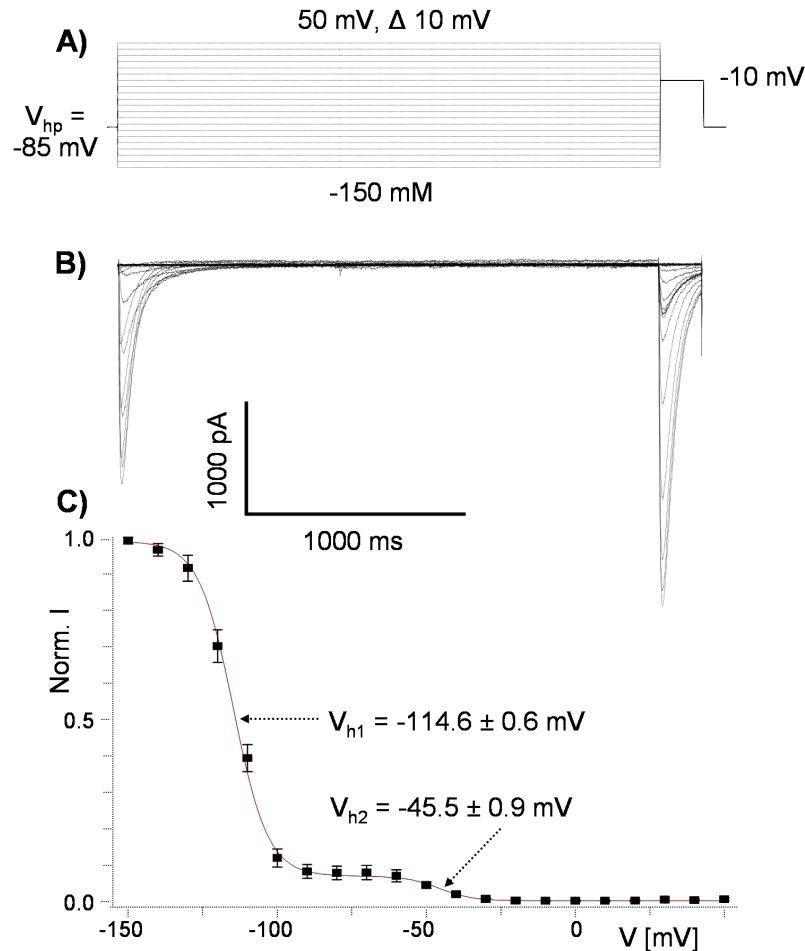 50 mV, Δ 10 mV
A)
-10 mV
V_hp =
-85 mV
-150 mM
B)
1000 pA
1000 ms
C)
1.0
Norm. I
0.5
V_h1 = -114.6 ± 0.6 mV
V_h2 = -45.5 ± 0.9 mV
0.0
-150
-100
-50
0
V [mV]